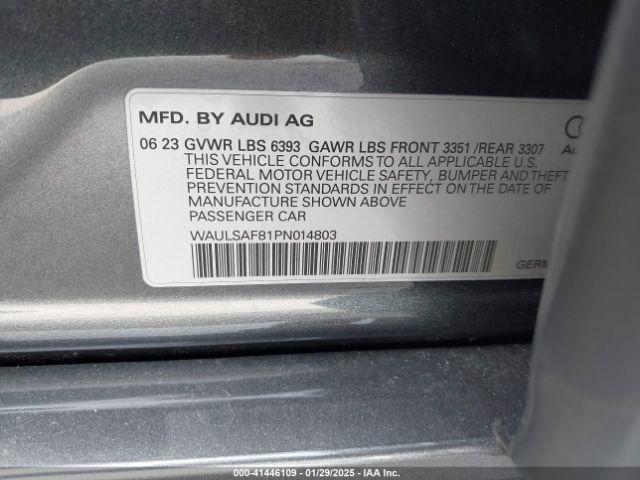 MFD. BY AUDI AG
06 23 GVWR LBS 6393 GAWR LBS FRONT 3351 /REAR 3307
THIS VEHICLE CONFORMS TO ALL APPLICABLE U.S.
FEDERAL MOTOR VEHICLE SAFETY, BUMPER AND THEFT
PREVENTION STANDARDS IN EFFECT ON THE DATE OF
MANUFACTURE SHOWN ABOVE
PASSENGER CAR
WAULSAF81PN014803
000-41446109 - 01/29/2025 - IAA Inc.